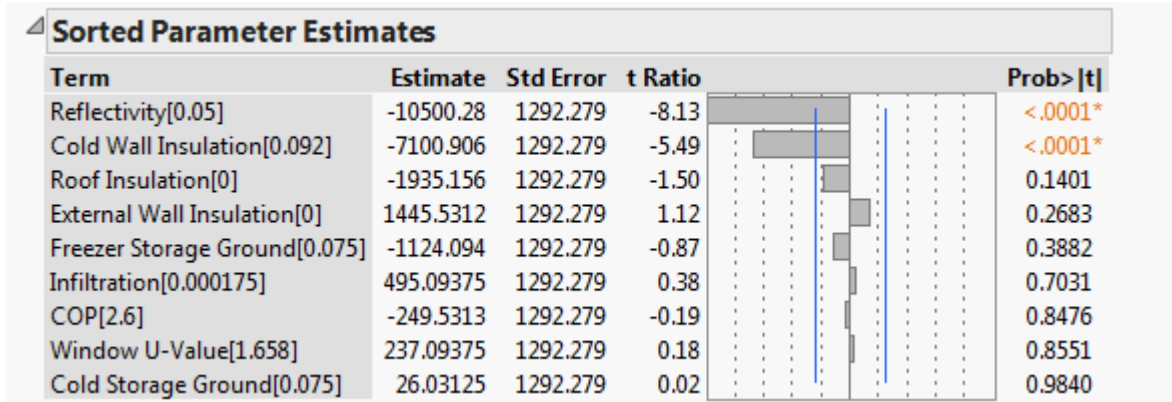 Sorted Parameter Estimates
Term Estimate Std Error t Ratio Prob>|t|
Reflectivity[0.05] -10500.28 1292.279 -8.13 <.0001*
Cold Wall Insulation[0.092] -7100.906 1292.279 -5.49 <.0001*
Roof Insulation[0] -1935.156 1292.279 -1.50 0.1401
External Wall Insulation[0] 1445.5312 1292.279 1.12 0.2683
Freezer Storage Ground[0.075] -1124.094 1292.279 -0.87 0.3882
Infiltration[0.000175] 495.09375 1292.279 0.38 0.7031
COP[2.6] -249.5313 1292.279 -0.19 0.8476
Window U-Value[1.658] 237.09375 1292.279 0.18 0.8551
Cold Storage Ground[0.075] 26.03125 1292.279 0.02 0.9840